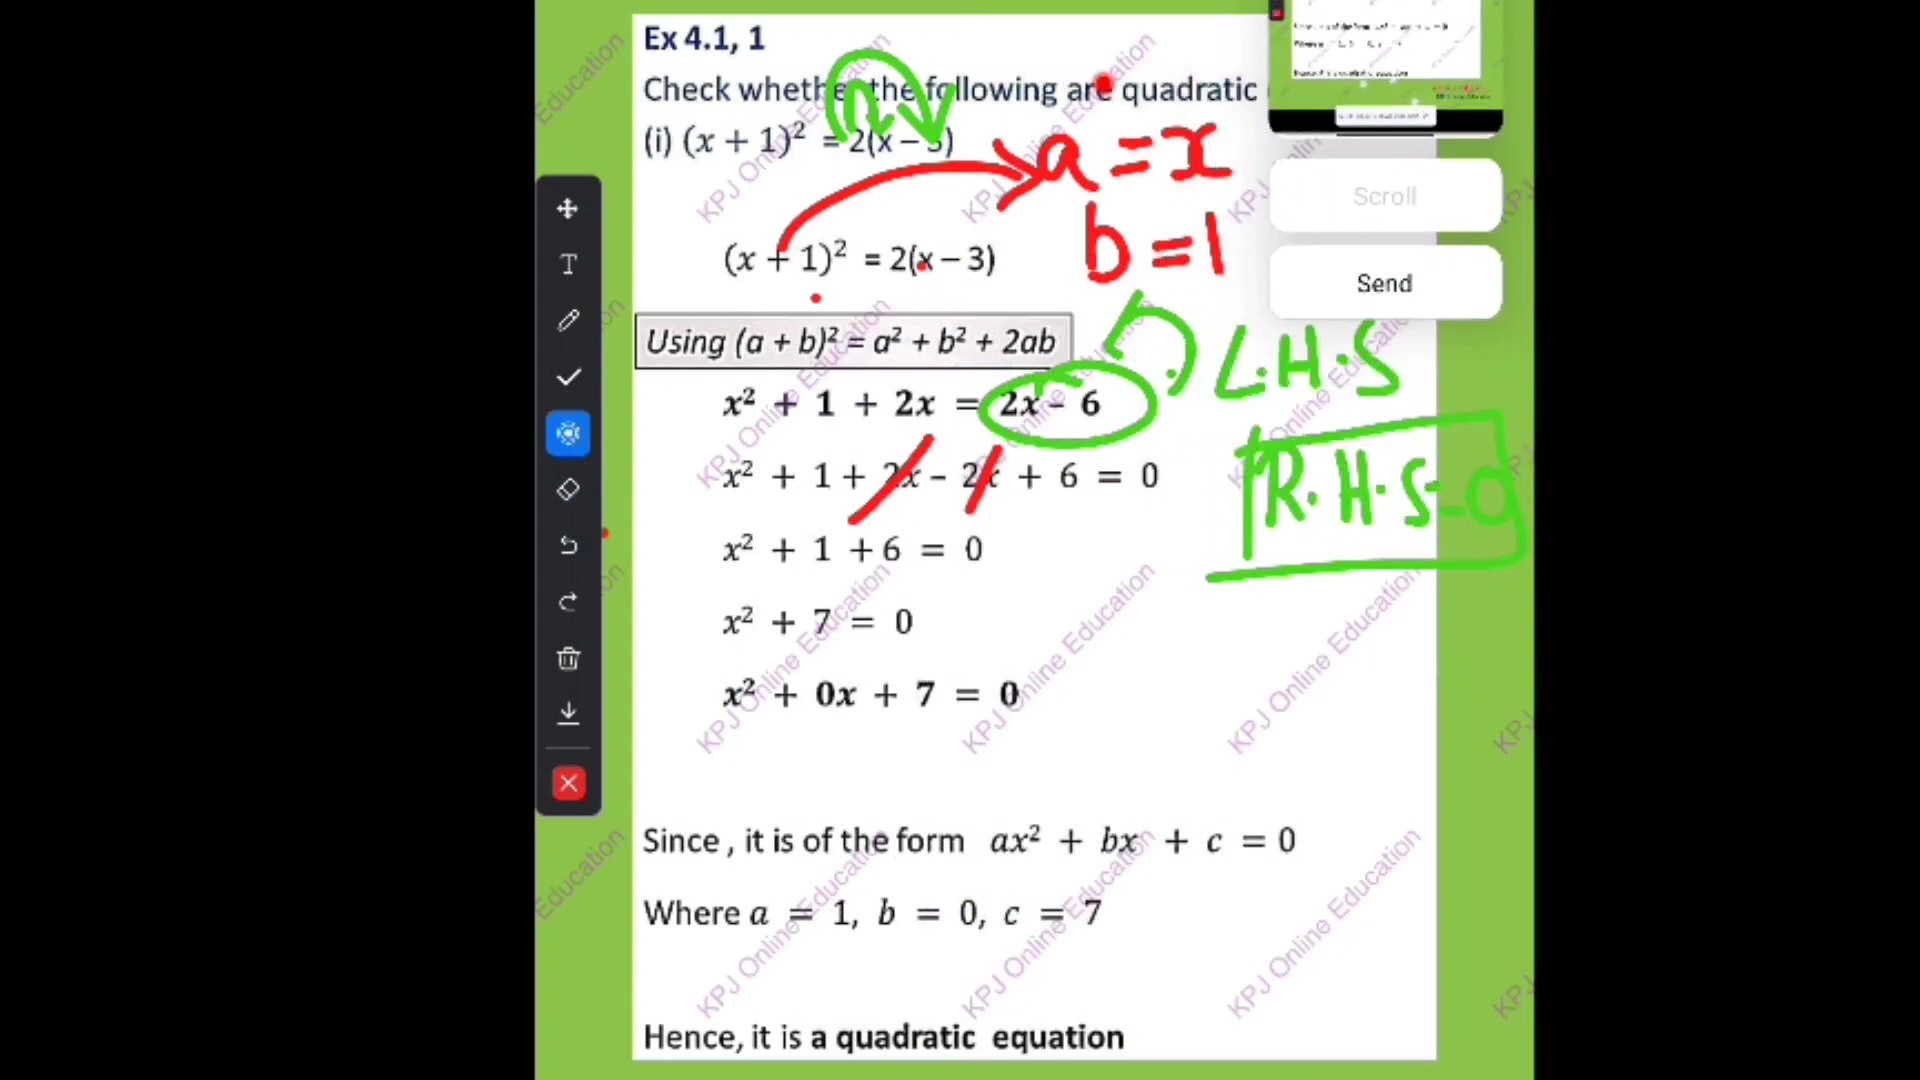 Ex 4.1, 1
Check whether the following are quadratic
(i) (x + 1)² = 2(x – 3)
a = x
(x + 1)² = 2(x – 3)
b = 1
Scroll
Send
Using (a + b)² = a² + b² + 2ab
L.H.S
x² + 1 + 2x = 2x – 6
x² + 1 + 2x – 2x + 6 = 0
R.H.S = 0
x² + 1 + 6 = 0
x² + 7 = 0
x² + 0x + 7 = 0
Since , it is of the form ax² + bx + c = 0
Where a = 1, b = 0, c = 7
Hence, it is a quadratic equation
KPJ Online Education